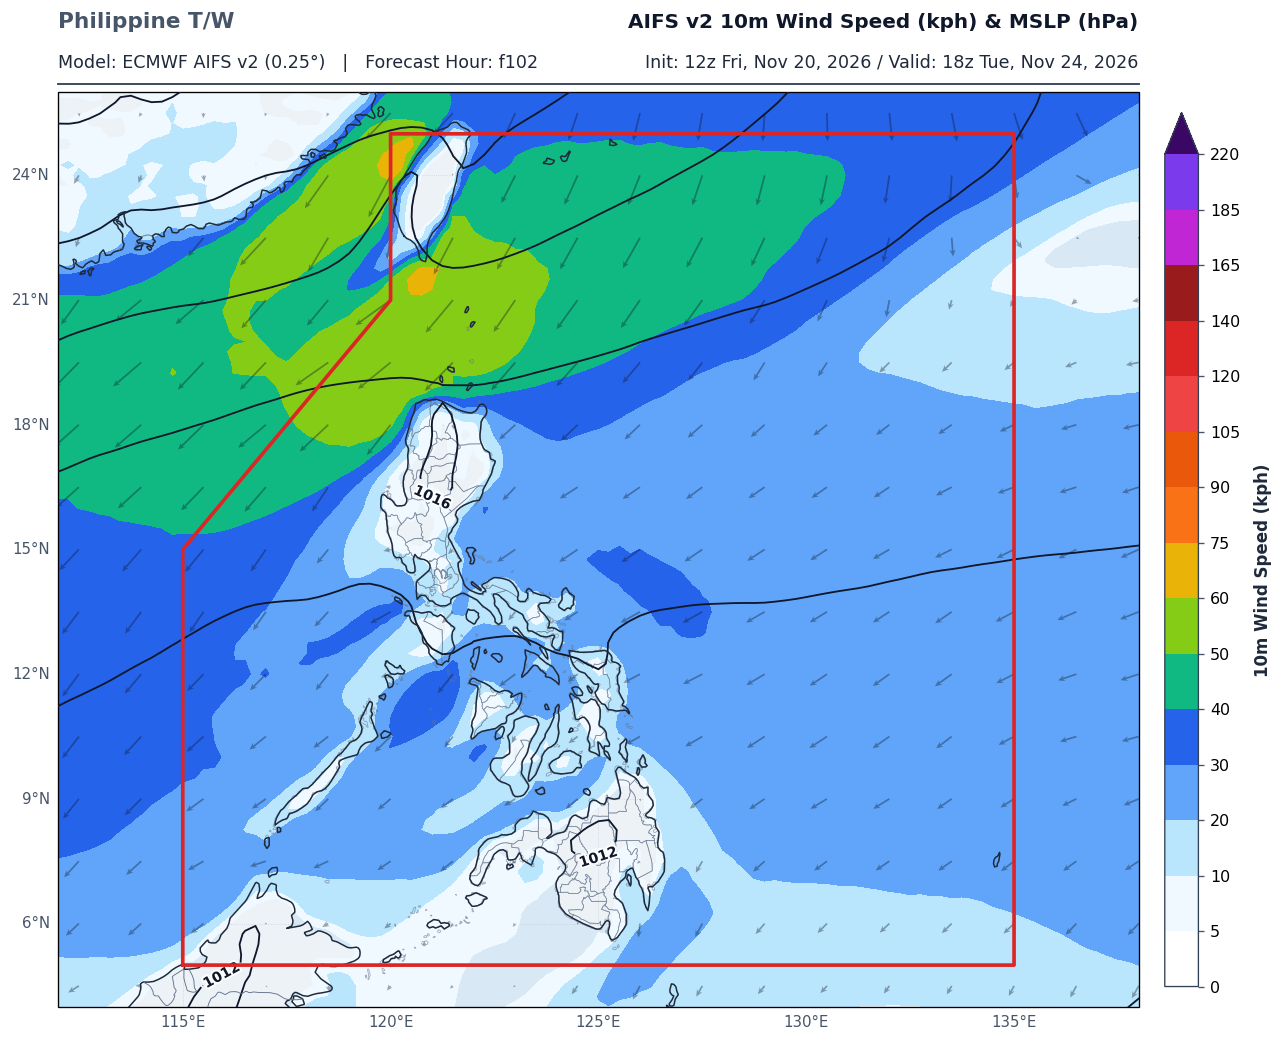 Philippine T/W
AIFS v2 10m Wind Speed (kph) & MSLP (hPa)
Model: ECMWF AIFS v2 (0.25°) | Forecast Hour: f102
Init: 12z Fri, Nov 20, 2026 / Valid: 18z Tue, Nov 24, 2026
24°N
21°N
18°N
15°N
12°N
9°N
6°N
1016
1012
1012
115°E
120°E
125°E
130°E
135°E
220
185
165
140
120
105
90
75
60
50
40
30
20
10
5
0
10m Wind Speed (kph)